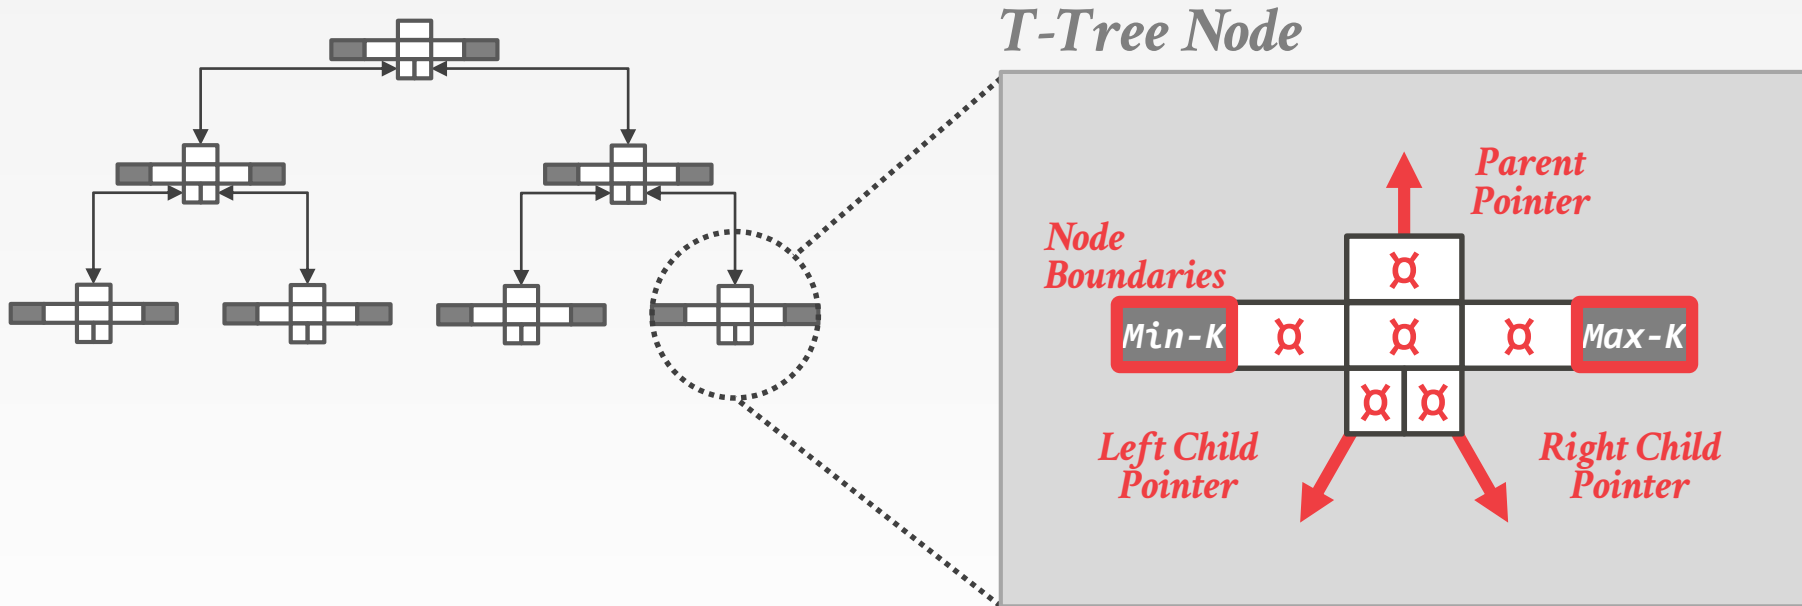 T-Tree Node
Parent
Pointer
Node
Boundaries
¤
Min-K ¤ ¤ ¤ Max-K
¤ ¤
Left Child
Pointer
Right Child
Pointer